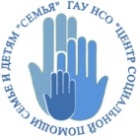 ГАУ НСО "ЦЕНТР СОЦИАЛЬНОЙ ПОМОЩИ СЕМЬЕ И ДЕТЯМ "СЕМЬЯ"